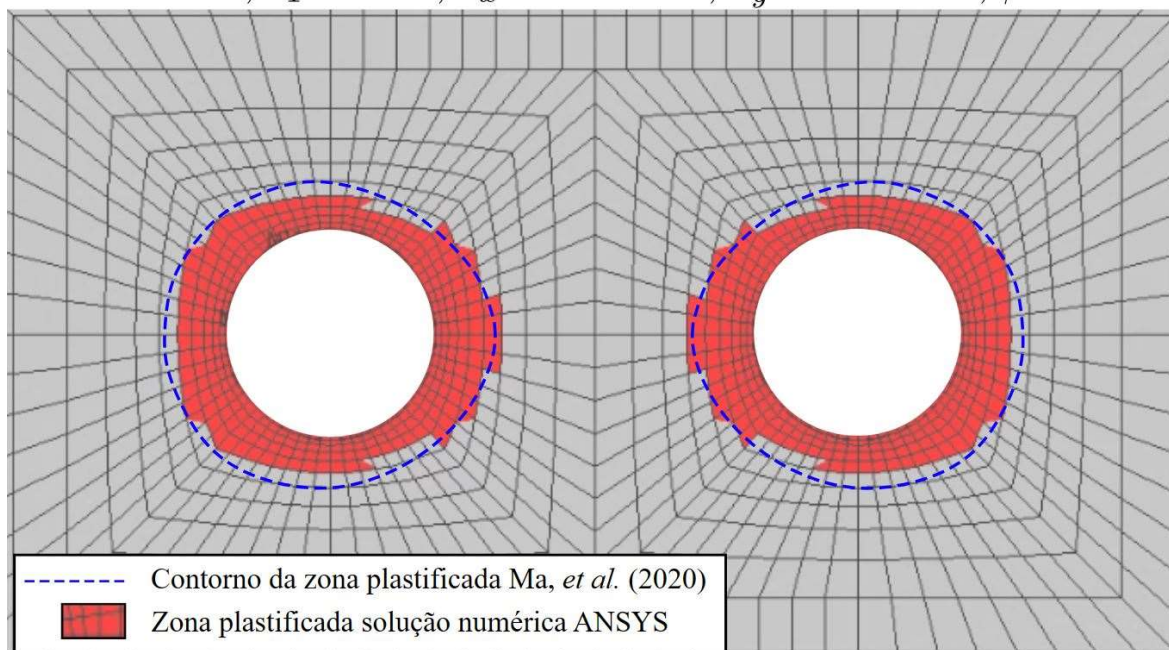 Contorno da zona plastificada Ma, et al. (2020)
Zona plastificada solução numérica ANSYS